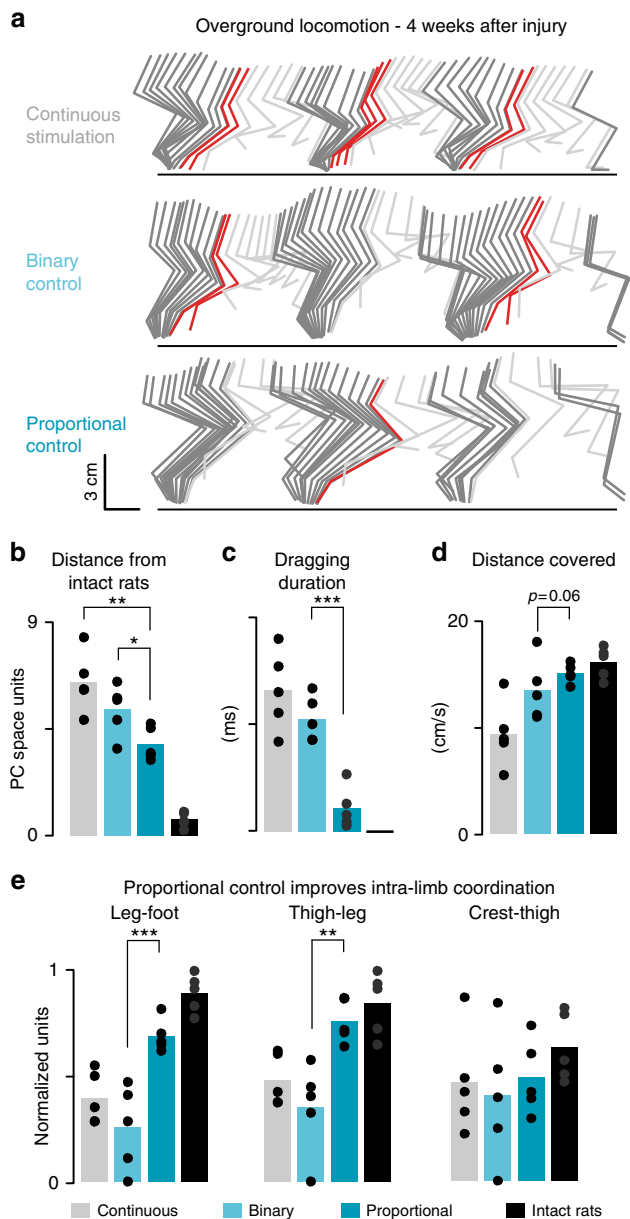 a
Overground locomotion - 4 weeks after injury
Continuous
stimulation
Binary
control
Proportional
control
3 cm
b
Distance from
intact rats
9
PC space units
0
**
*
c
Dragging
duration
(ms)
***
d
Distance covered
20
(cm/s)
0
p=0.06
e
Proportional control improves intra-limb coordination
Leg-foot
Thigh-leg
Crest-thigh
1
Normalized units
0
***
**
Continuous
Binary
Proportional
Intact rats